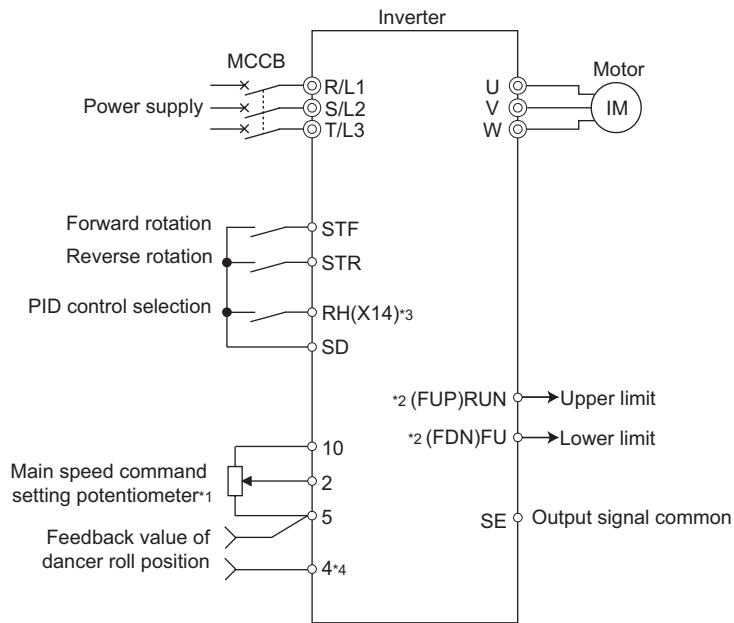 Inverter
MCCB
Motor
R/L1
U
Power supply
S/L2
V
IM
T/L3
W
Forward rotation
STF
Reverse rotation
STR
PID control selection
RH(X14)*3
SD
*2 (FUP)RUN
Upper limit
*2 (FDN)FU
Lower limit
10
Main speed command
setting potentiometer*1
2
5
SE
Output signal common
Feedback value of
dancer roll position
4*4